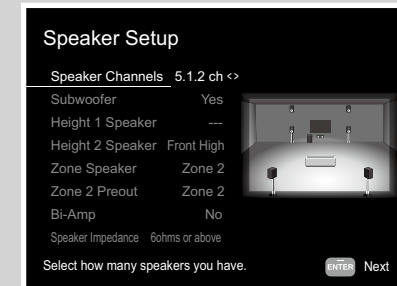 Speaker Setup
Speaker Channels 5.1.2 ch <>
Subwoofer Yes
Height 1 Speaker ---
Height 2 Speaker Front High
Zone Speaker Zone 2
Zone 2 Preout Zone 2
Bi-Amp No
Speaker Impedance 6ohms or above
Select how many speakers you have.
ENTER Next